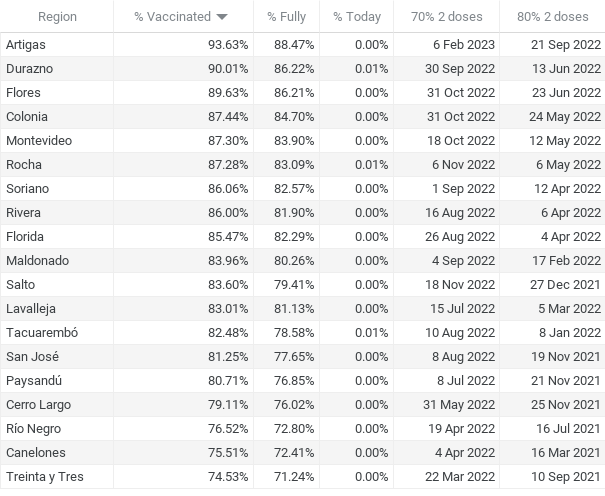 Region % Vaccinated % Fully % Today 70% 2 doses 80% 2 doses
Artigas 93.63% 88.47% 0.00% 6 Feb 2023 21 Sep 2022
Durazno 90.01% 86.22% 0.01% 30 Sep 2022 13 Jun 2022
Flores 89.63% 86.21% 0.00% 31 Oct 2022 23 Jun 2022
Colonia 87.44% 84.70% 0.00% 31 Oct 2022 24 May 2022
Montevideo 87.30% 83.90% 0.00% 18 Oct 2022 12 May 2022
Rocha 87.28% 83.09% 0.01% 6 Nov 2022 6 May 2022
Soriano 86.06% 82.57% 0.00% 1 Sep 2022 12 Apr 2022
Rivera 86.00% 81.90% 0.00% 16 Aug 2022 6 Apr 2022
Florida 85.47% 82.29% 0.00% 26 Aug 2022 4 Apr 2022
Maldonado 83.96% 80.26% 0.00% 4 Sep 2022 17 Feb 2022
Salto 83.60% 79.41% 0.00% 18 Nov 2022 27 Dec 2021
Lavalleja 83.01% 81.13% 0.00% 15 Jul 2022 5 Mar 2022
Tacuarembó 82.48% 78.58% 0.01% 10 Aug 2022 8 Jan 2022
San José 81.25% 77.65% 0.00% 8 Aug 2022 19 Nov 2021
Paysandú 80.71% 76.85% 0.00% 8 Jul 2022 21 Nov 2021
Cerro Largo 79.11% 76.02% 0.00% 31 May 2022 25 Nov 2021
Río Negro 76.52% 72.80% 0.00% 19 Apr 2022 16 Jul 2021
Canelones 75.51% 72.41% 0.00% 4 Apr 2022 16 Mar 2021
Treinta y Tres 74.53% 71.24% 0.00% 22 Mar 2022 10 Sep 2021